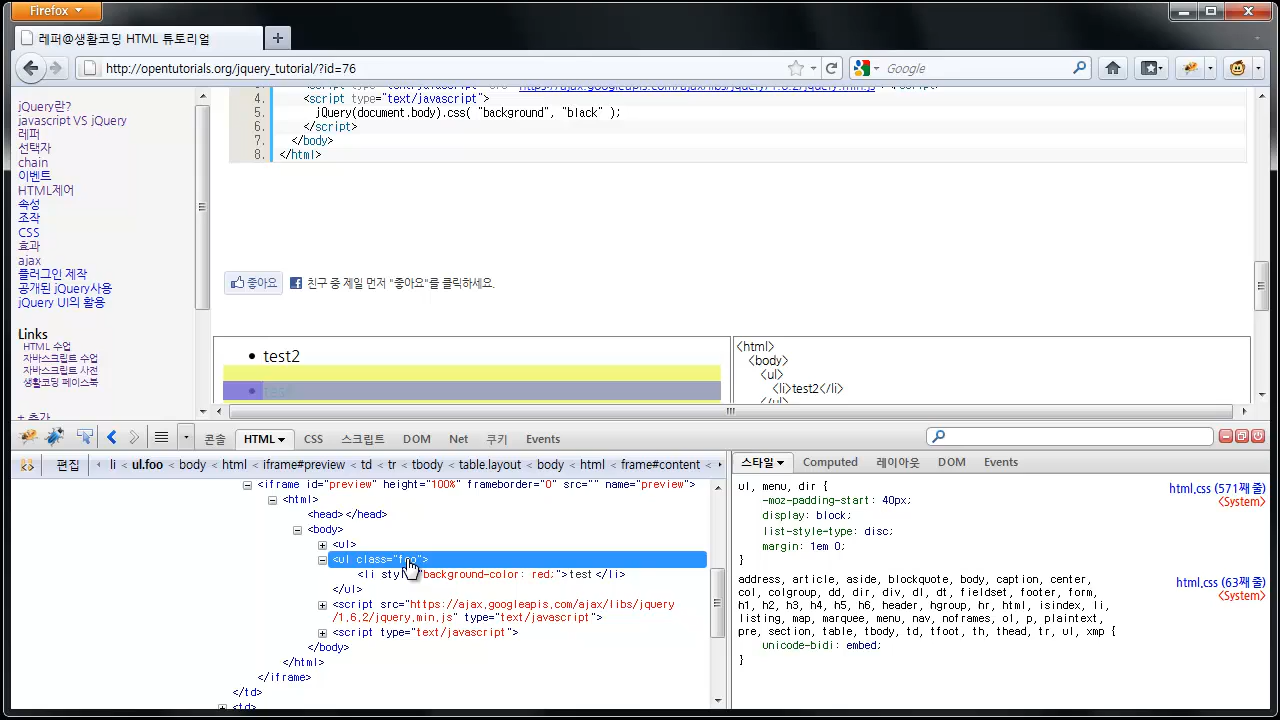 Firefox
레퍼@생활코딩 HTML 튜토리얼
http://opentutorials.org/jquery_tutorial/?id=76
Google
jQuery란?
javascript VS jQuery
레퍼
선택자
chain
이벤트
HTML제어
속성
조작
CSS
효과
ajax
플러그인 제작
공개된 jQuery사용
jQuery UI의 활용
Links
HTML 수업
자바스크립트 수업
자바스크립트 사전
생활코딩 페이스북
+ 추가
4. <script type="text/javascript">
5. jQuery(document.body).css( "background", "black" );
6. </script>
7. </body>
8. </html>
좋아요
친구 중 제일 먼저 "좋아요"를 클릭하세요.
test2
test
<html>
<body>
<ul>
<li>test2</li>
</ul>
콘솔 HTML CSS 스크립트 DOM Net 쿠키 Events
편집 li < ul.foo < body < html < iframe#preview < td < tr < tbody < table.layout < body < html < frame#content
<iframe id="preview" height="100%" frameborder="0" src="" name="preview">
<html>
<head></head>
<body>
<ul>
<ul class="foo">
"background-color: red;">test</li>
</ul>
<script src="https://ajax.googleapis.com/ajax/libs/jquery
/1.6.2/jquery.min.js" type="text/javascript">
<script type="text/javascript">
</body>
</html>
</iframe>
</td>
<td>
스타일 Computed 레이아웃 DOM Events
ul, menu, dir { html.css (571째 줄)
-moz-padding-start: 40px; <System>
display: block;
list-style-type: disc;
margin: 1em 0;
}
address, article, aside, blockquote, body, caption, center, html.css (63째 줄)
col, colgroup, dd, dir, div, dl, dt, fieldset, footer, form, <System>
h1, h2, h3, h4, h5, h6, header, hgroup, hr, html, isindex, li,
listing, map, marquee, menu, nav, noframes, ol, p, plaintext,
pre, section, table, tbody, td, tfoot, th, thead, tr, ul, xmp {
unicode-bidi: embed;
}